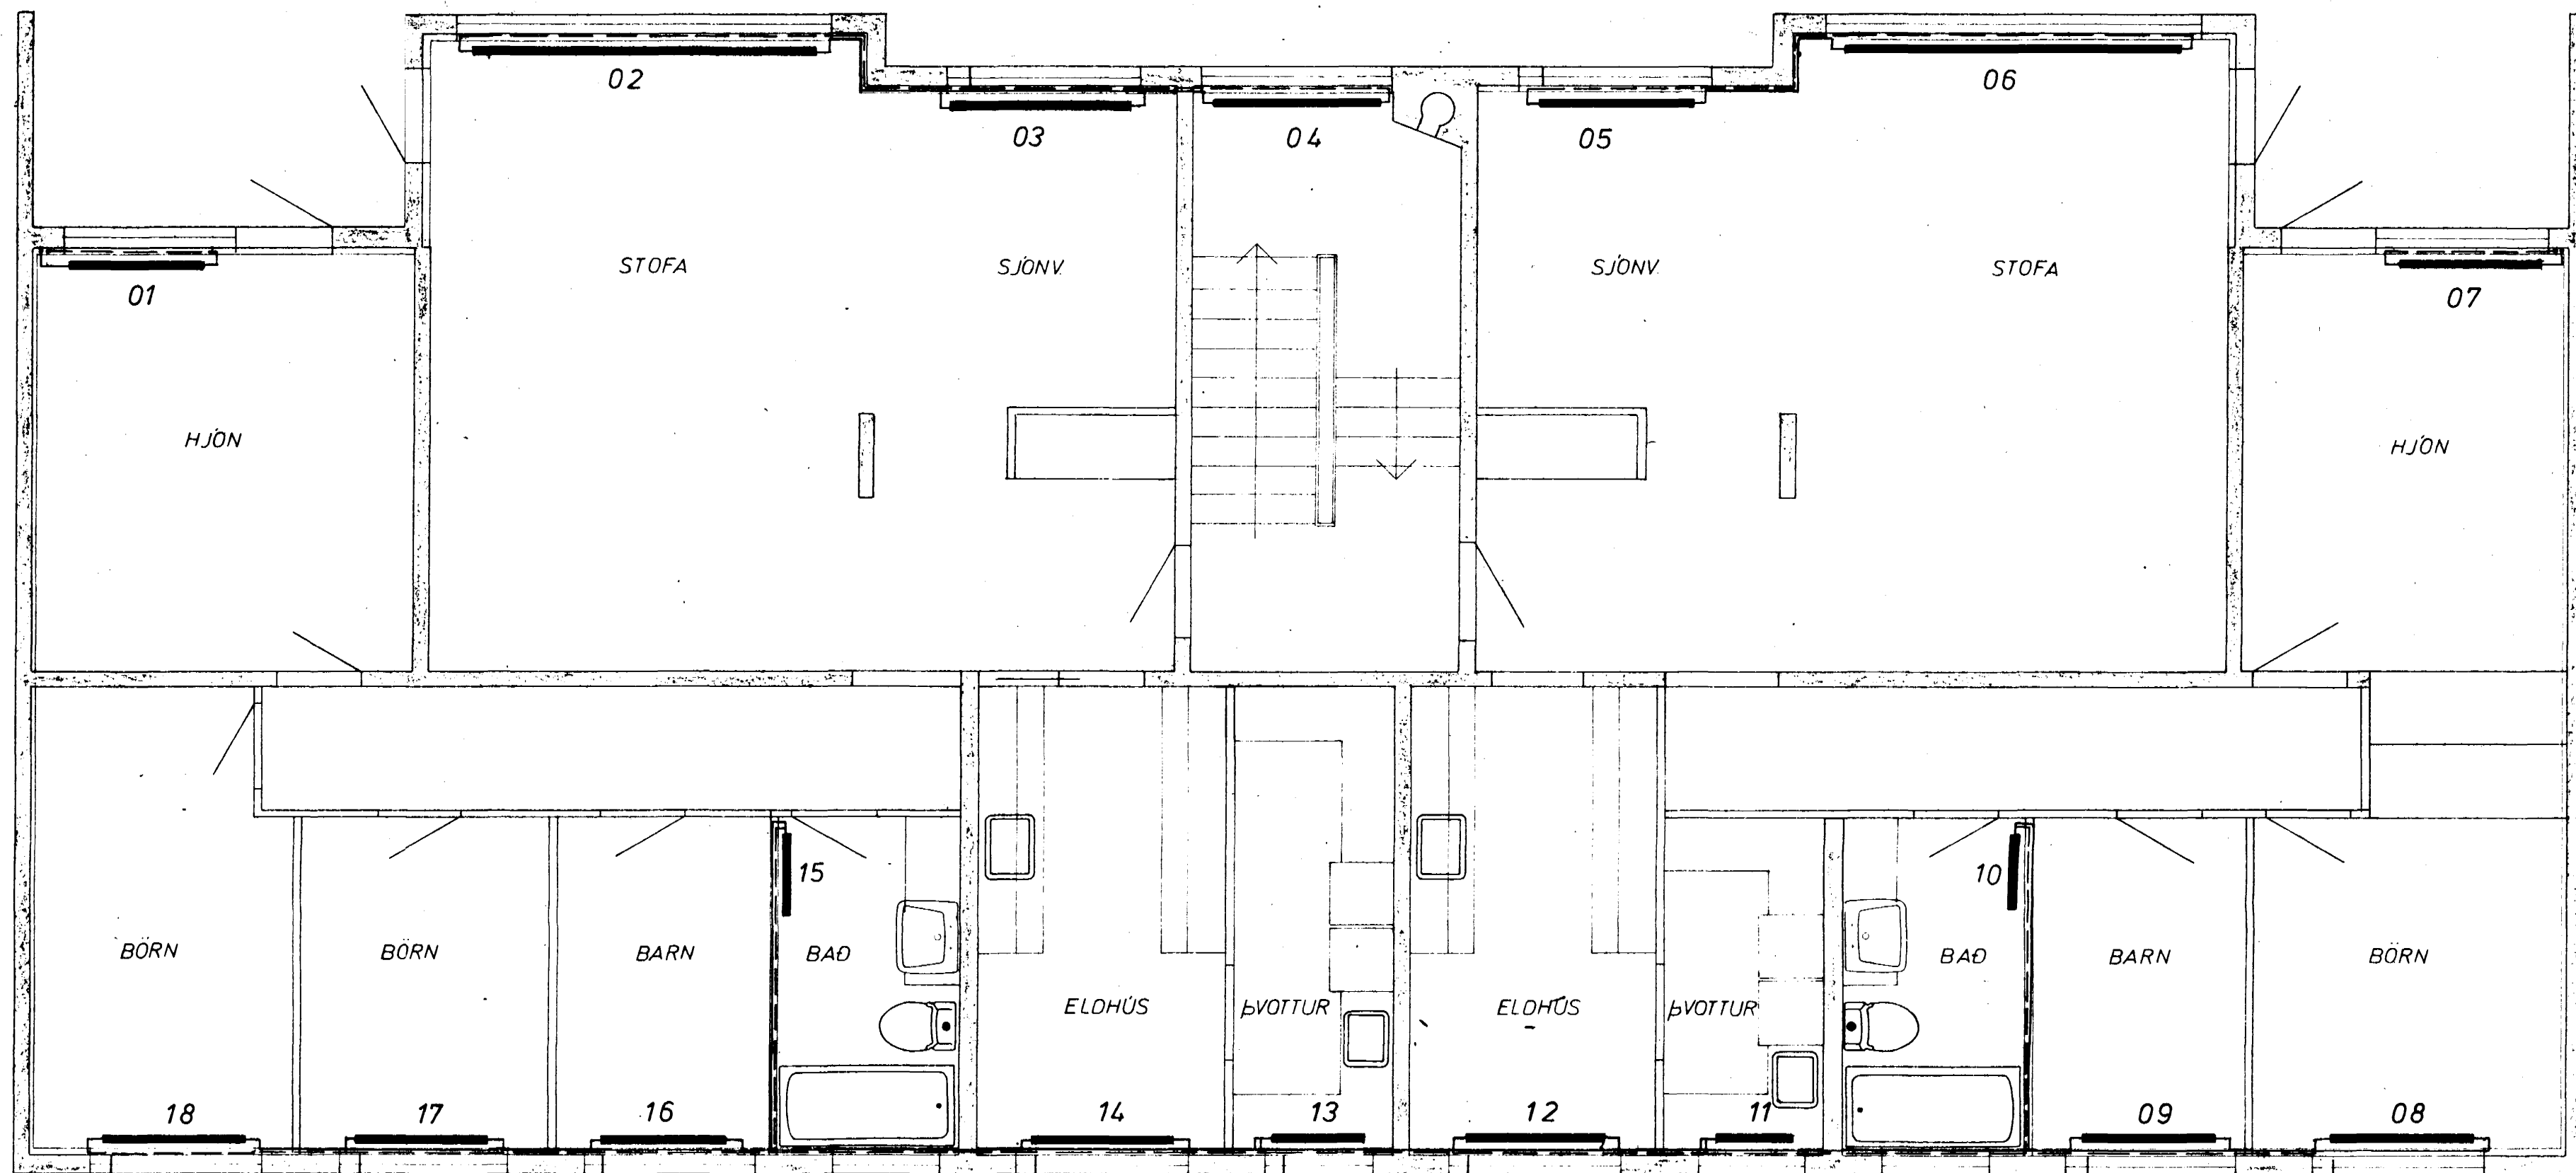 02
06
03
04
05
STOFA
SJÓNV.
SJÓNV.
STOFA
01
07
HJÓN
HJÓN
15
10
BÖRN
BÖRN
BARN
BAÐ
BAÐ
BARN
BÖRN
ELDHÚS
ÞVOTTUR
ELDHÚS
ÞVOTTUR
18
17
16
14
13
12
11
09
08